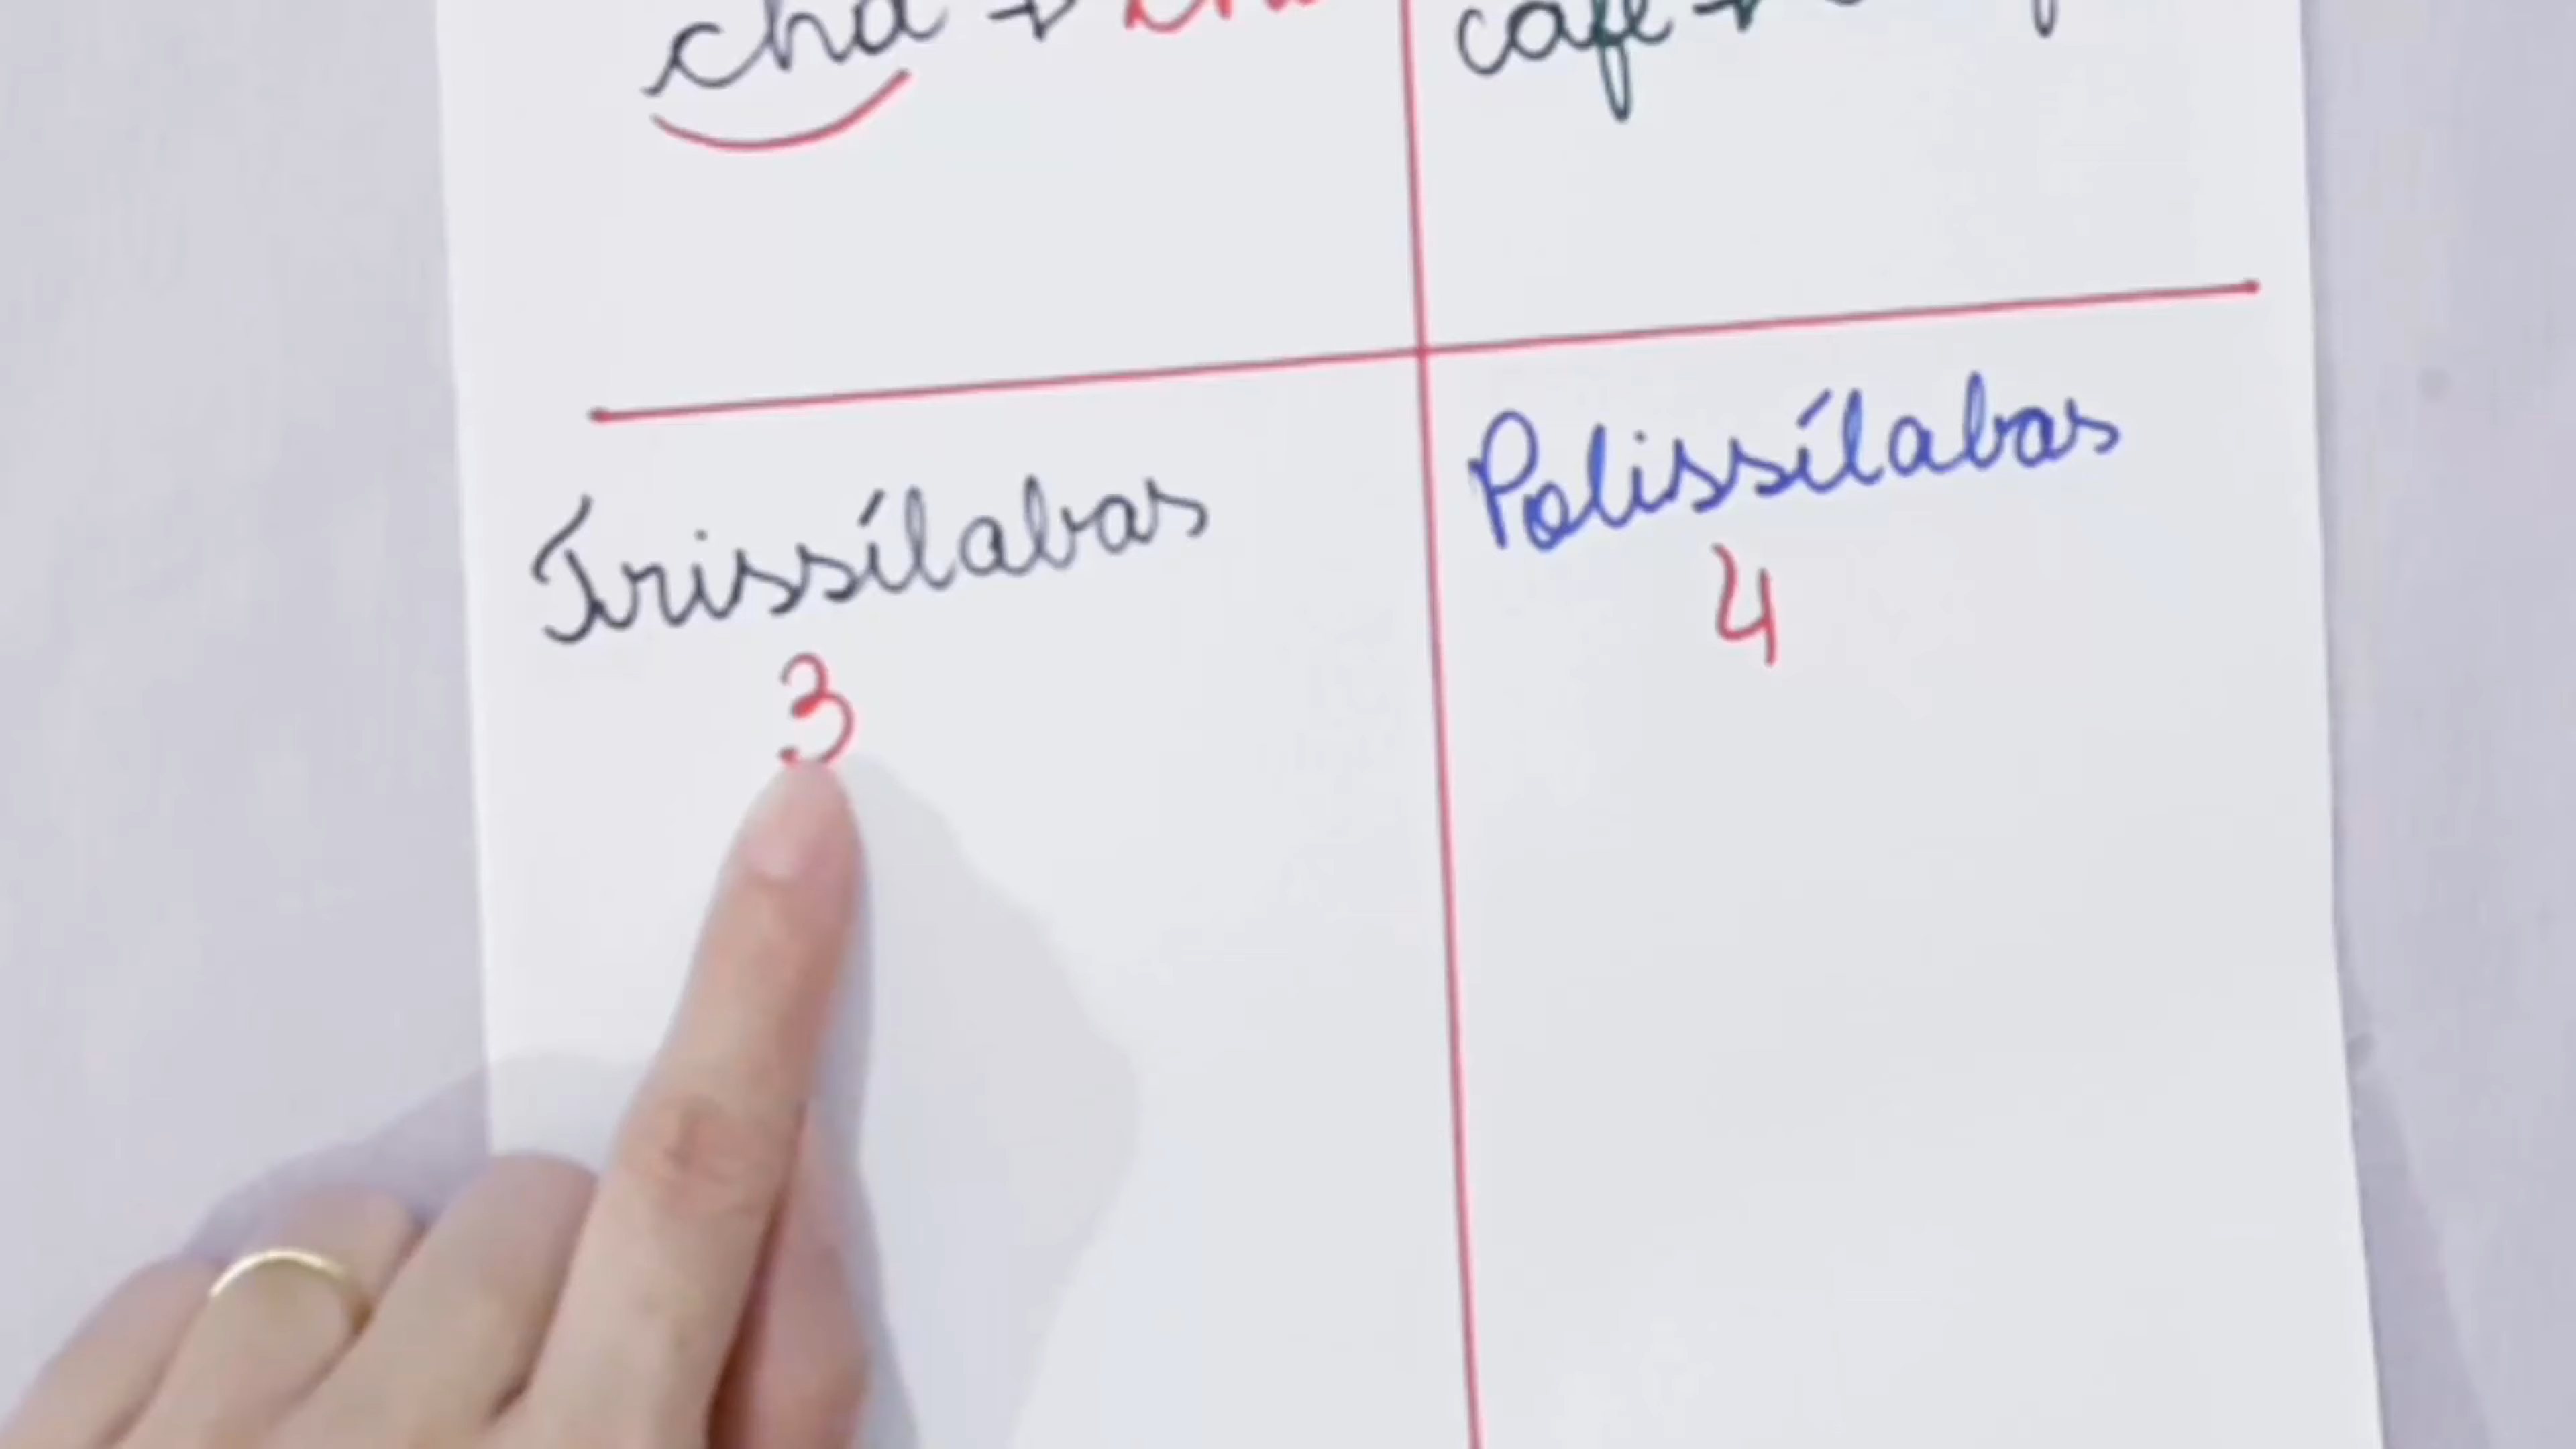 chá →
café →
Trissílabas
3
Polissílabas
4